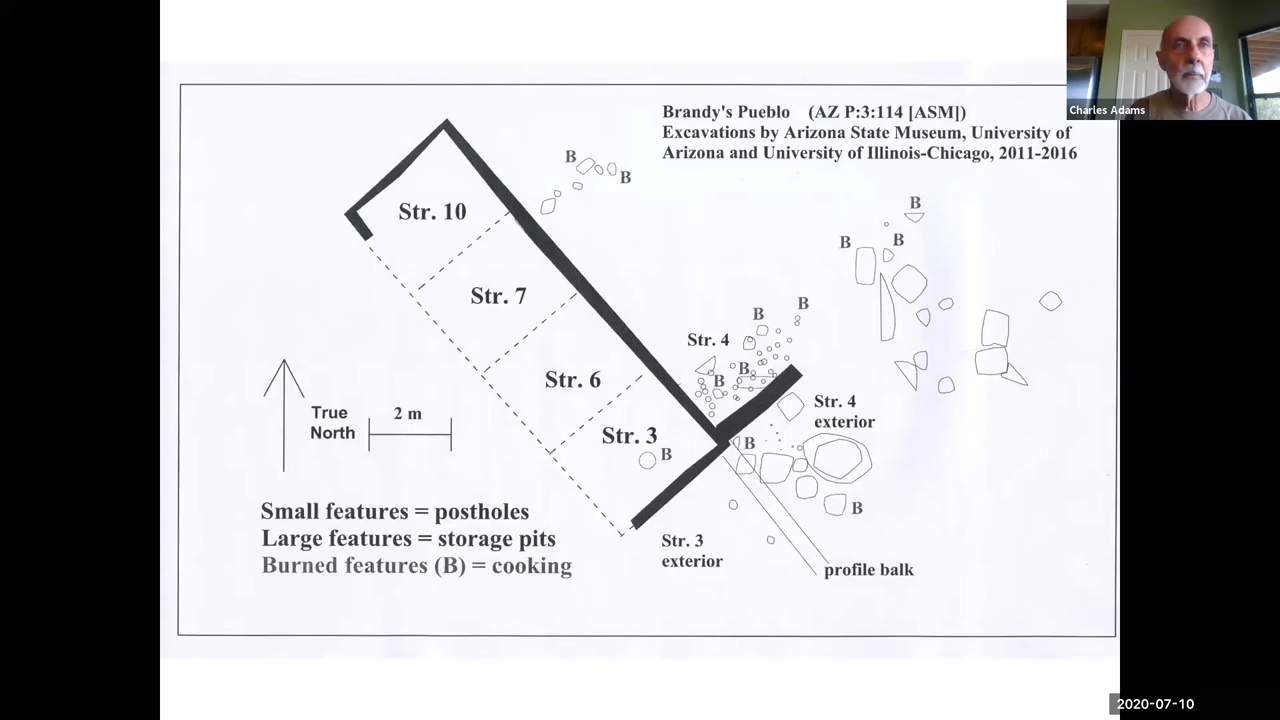 Brandy's Pueblo (AZ P:3:114 [ASM])
Excavations by Arizona State Museum, University of
Arizona and University of Illinois-Chicago, 2011-2016
Charles Adams
B
B
Str. 10
B
B
B
Str. 7
B
B
Str. 4
B
B
Str. 6
Str. 4
exterior
True
North
2 m
Str. 3
B
B
B
Small features = postholes
Large features = storage pits
Burned features (B) = cooking
Str. 3
exterior
profile balk
2020-07-10